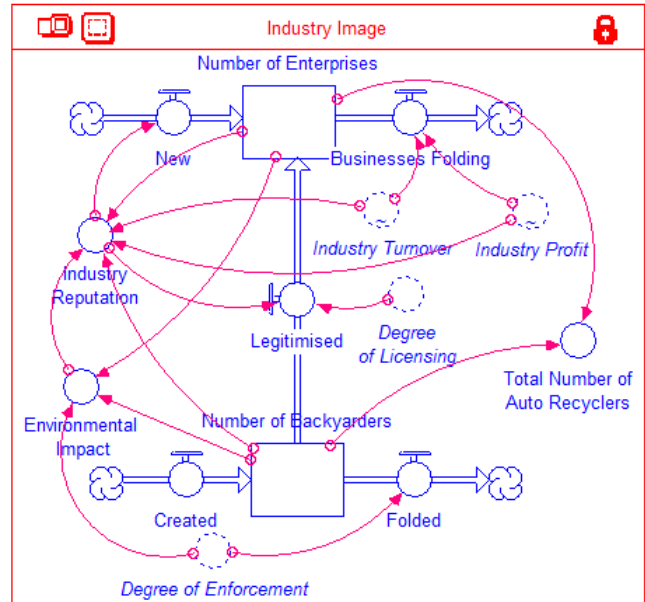 Industry Image
Number of Enterprises
New
Businesses Folding
Industry Turnover
Industry Profit
Industry
Reputation
Legitimised
Degree
of Licensing
Total Number of
Auto Recyclers
Environmental
Impact
Number of Backyarders
Created
Folded
Degree of Enforcement